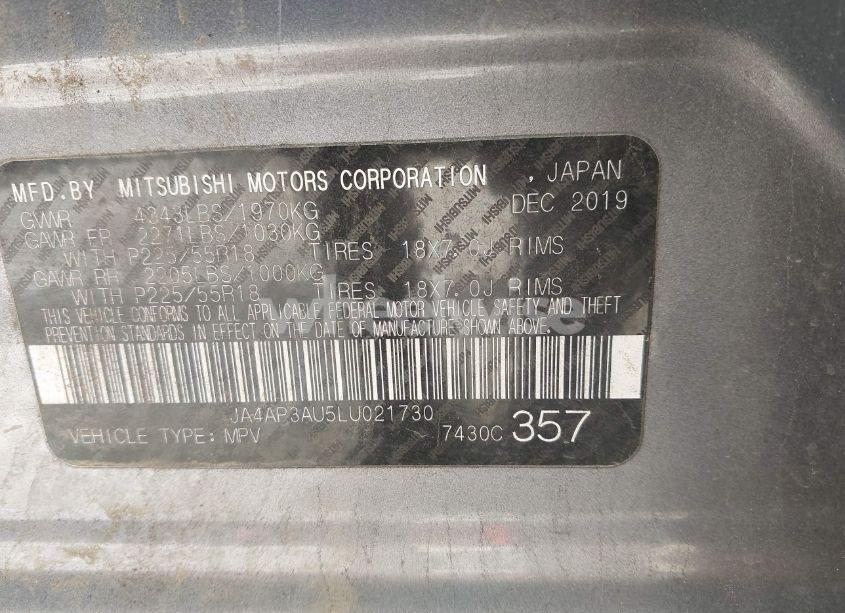 MFD.BY MITSUBISHI MOTORS CORPORATION , JAPAN
GVWR 4343LBS/1970KG DEC 2019
GAWR FR 2271LBS/1030KG
WITH P225/55R18 TIRES 18X7.0J RIMS
GAWR RR 2205LBS/1000KG
WITH P225/55R18 TIRES 18X7.0J RIMS
THIS VEHICLE CONFORMS TO ALL APPLICABLE FEDERAL MOTOR VEHICLE SAFETY AND THEFT
PREVENTION STANDARDS IN EFFECT ON THE DATE OF MANUFACTURE SHOWN ABOVE.
JA4AP3AU5LU021730
VEHICLE TYPE: MPV 7430C 357